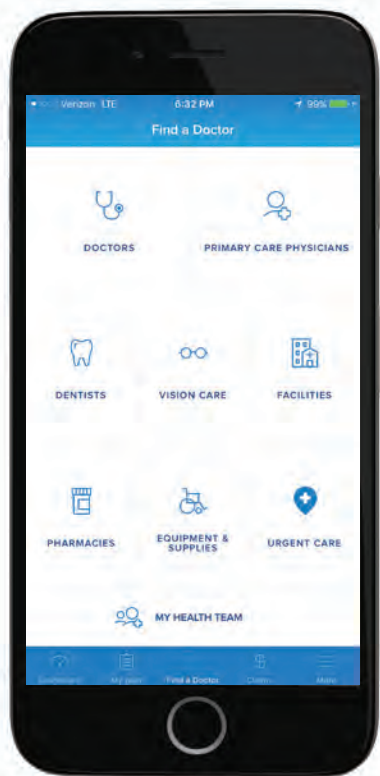 Verizon LTE 6:32 PM 99%
Find a Doctor
DOCTORS PRIMARY CARE PHYSICIANS
DENTISTS VISION CARE FACILITIES
PHARMACIES EQUIPMENT & SUPPLIES URGENT CARE
MY HEALTH TEAM
Dashboard My plan Find a Doctor Claims More